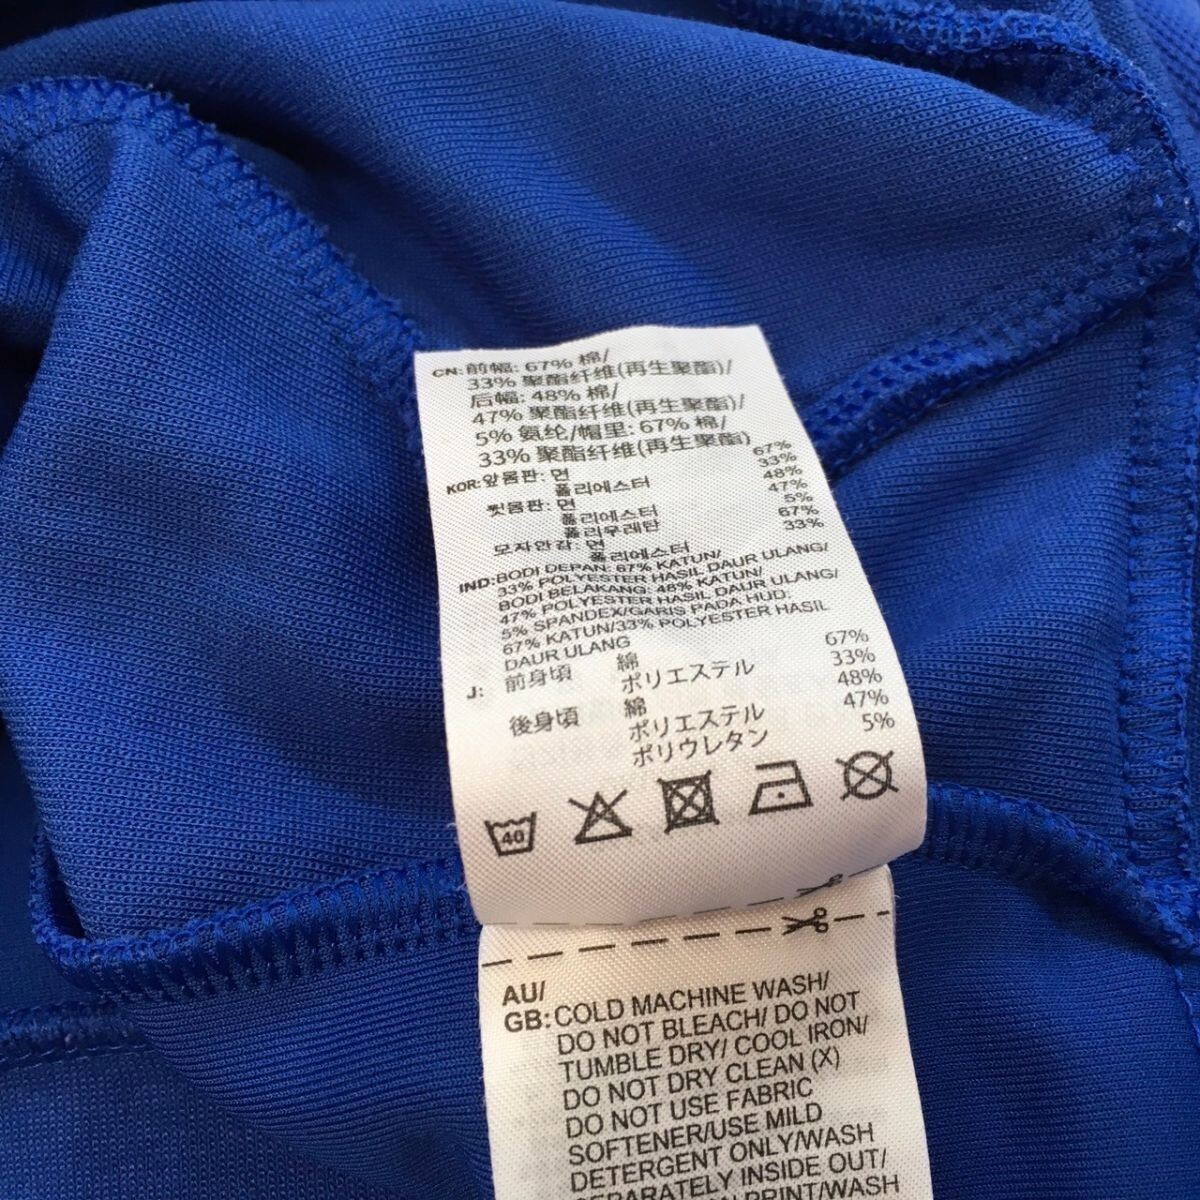 CN: 前幅: 67% 棉/
33% 聚酯纤维(再生聚酯)/
后幅: 48% 棉/
47% 聚酯纤维(再生聚酯)/
5% 氨纶/帽里: 67% 棉/
33% 聚酯纤维(再生聚酯)
KOR: 앞몸판: 면 67%
폴리에스터 33%
뒷몸판: 면 48%
폴리에스터 47%
폴리우레탄 5%
모자안감: 면 67%
폴리에스터 33%
IND: BODI DEPAN: 67% KATUN/
33% POLYESTER HASIL DAUR ULANG/
BODI BELAKANG: 48% KATUN/
47% POLYESTER HASIL DAUR ULANG/
5% SPANDEX/GARIS PADA HUD:
67% KATUN/33% POLYESTER HASIL
DAUR ULANG
J: 前身頃 綿 67%
ポリエステル 33%
後身頃 綿 48%
ポリエステル 47%
ポリウレタン 5%
40
AU/
GB: COLD MACHINE WASH/
DO NOT BLEACH/ DO NOT
TUMBLE DRY/ COOL IRON/
DO NOT DRY CLEAN (X)
DO NOT USE FABRIC
SOFTENER/USE MILD
DETERGENT ONLY/WASH
SEPARATELY INSIDE OUT/
PRINT/WASH